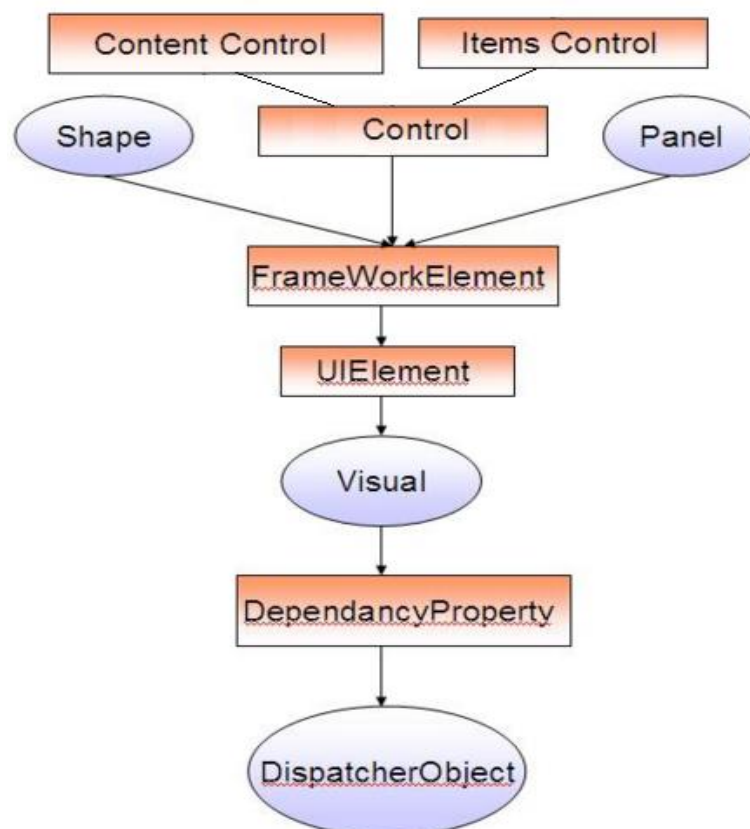 Content Control
Items Control
Shape
Control
Panel
FrameWorkElement
UIElement
Visual
DependancyProperty
DispatcherObject